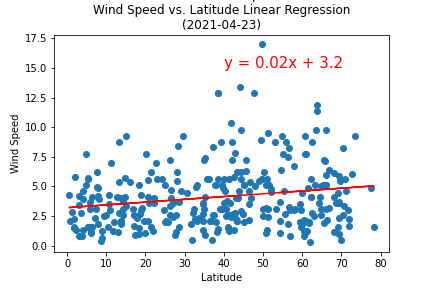 Wind Speed vs. Latitude Linear Regression
(2021-04-23)
17.5
15.0
12.5
10.0
7.5
5.0
2.5
0.0
Wind Speed
y = 0.02x + 3.2
0 10 20 30 40 50 60 70 80
Latitude